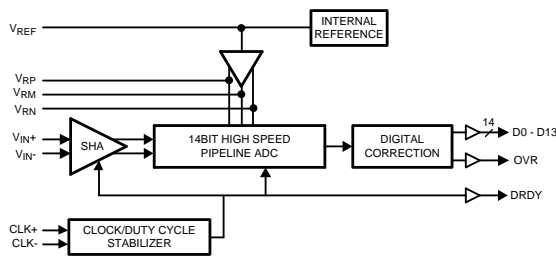 VREF
INTERNAL
REFERENCE
VRP
VRM
VRN
VIN+
VIN-
SHA
14BIT HIGH SPEED
PIPELINE ADC
DIGITAL
CORRECTION
14
D0 - D13
OVR
DRDY
CLK+
CLK-
CLOCK/DUTY CYCLE
STABILIZER